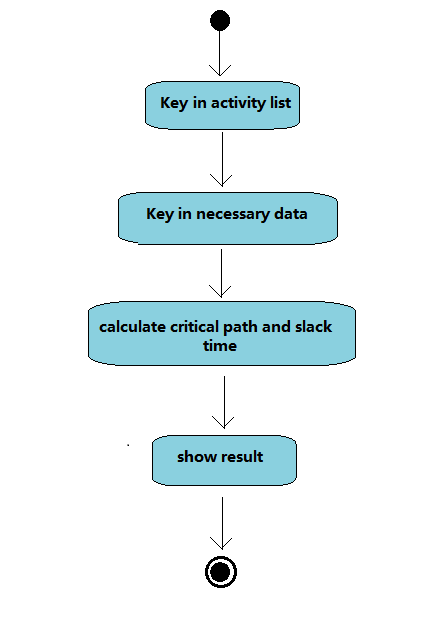 Key in activity list
Key in necessary data
calculate critical path and slack
time
show result